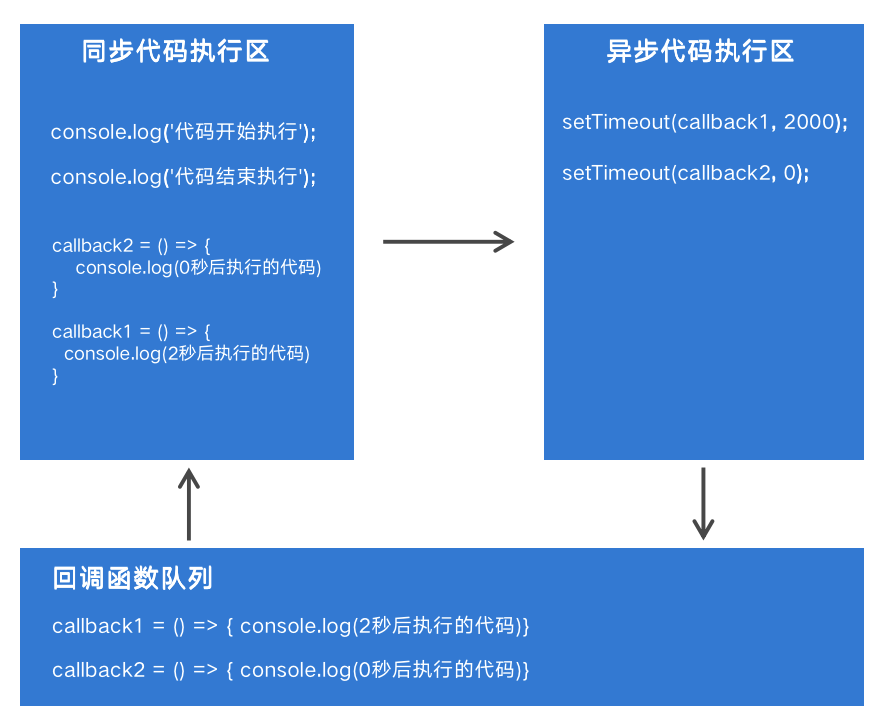 同步代码执行区
console.log('代码开始执行');
console.log('代码结束执行');
callback2 = () => {
console.log(0秒后执行的代码)
}
callback1 = () => {
console.log(2秒后执行的代码)
}
异步代码执行区
setTimeout(callback1, 2000);
setTimeout(callback2, 0);
回调函数队列
callback1 = () => { console.log(2秒后执行的代码)}
callback2 = () => { console.log(0秒后执行的代码)}